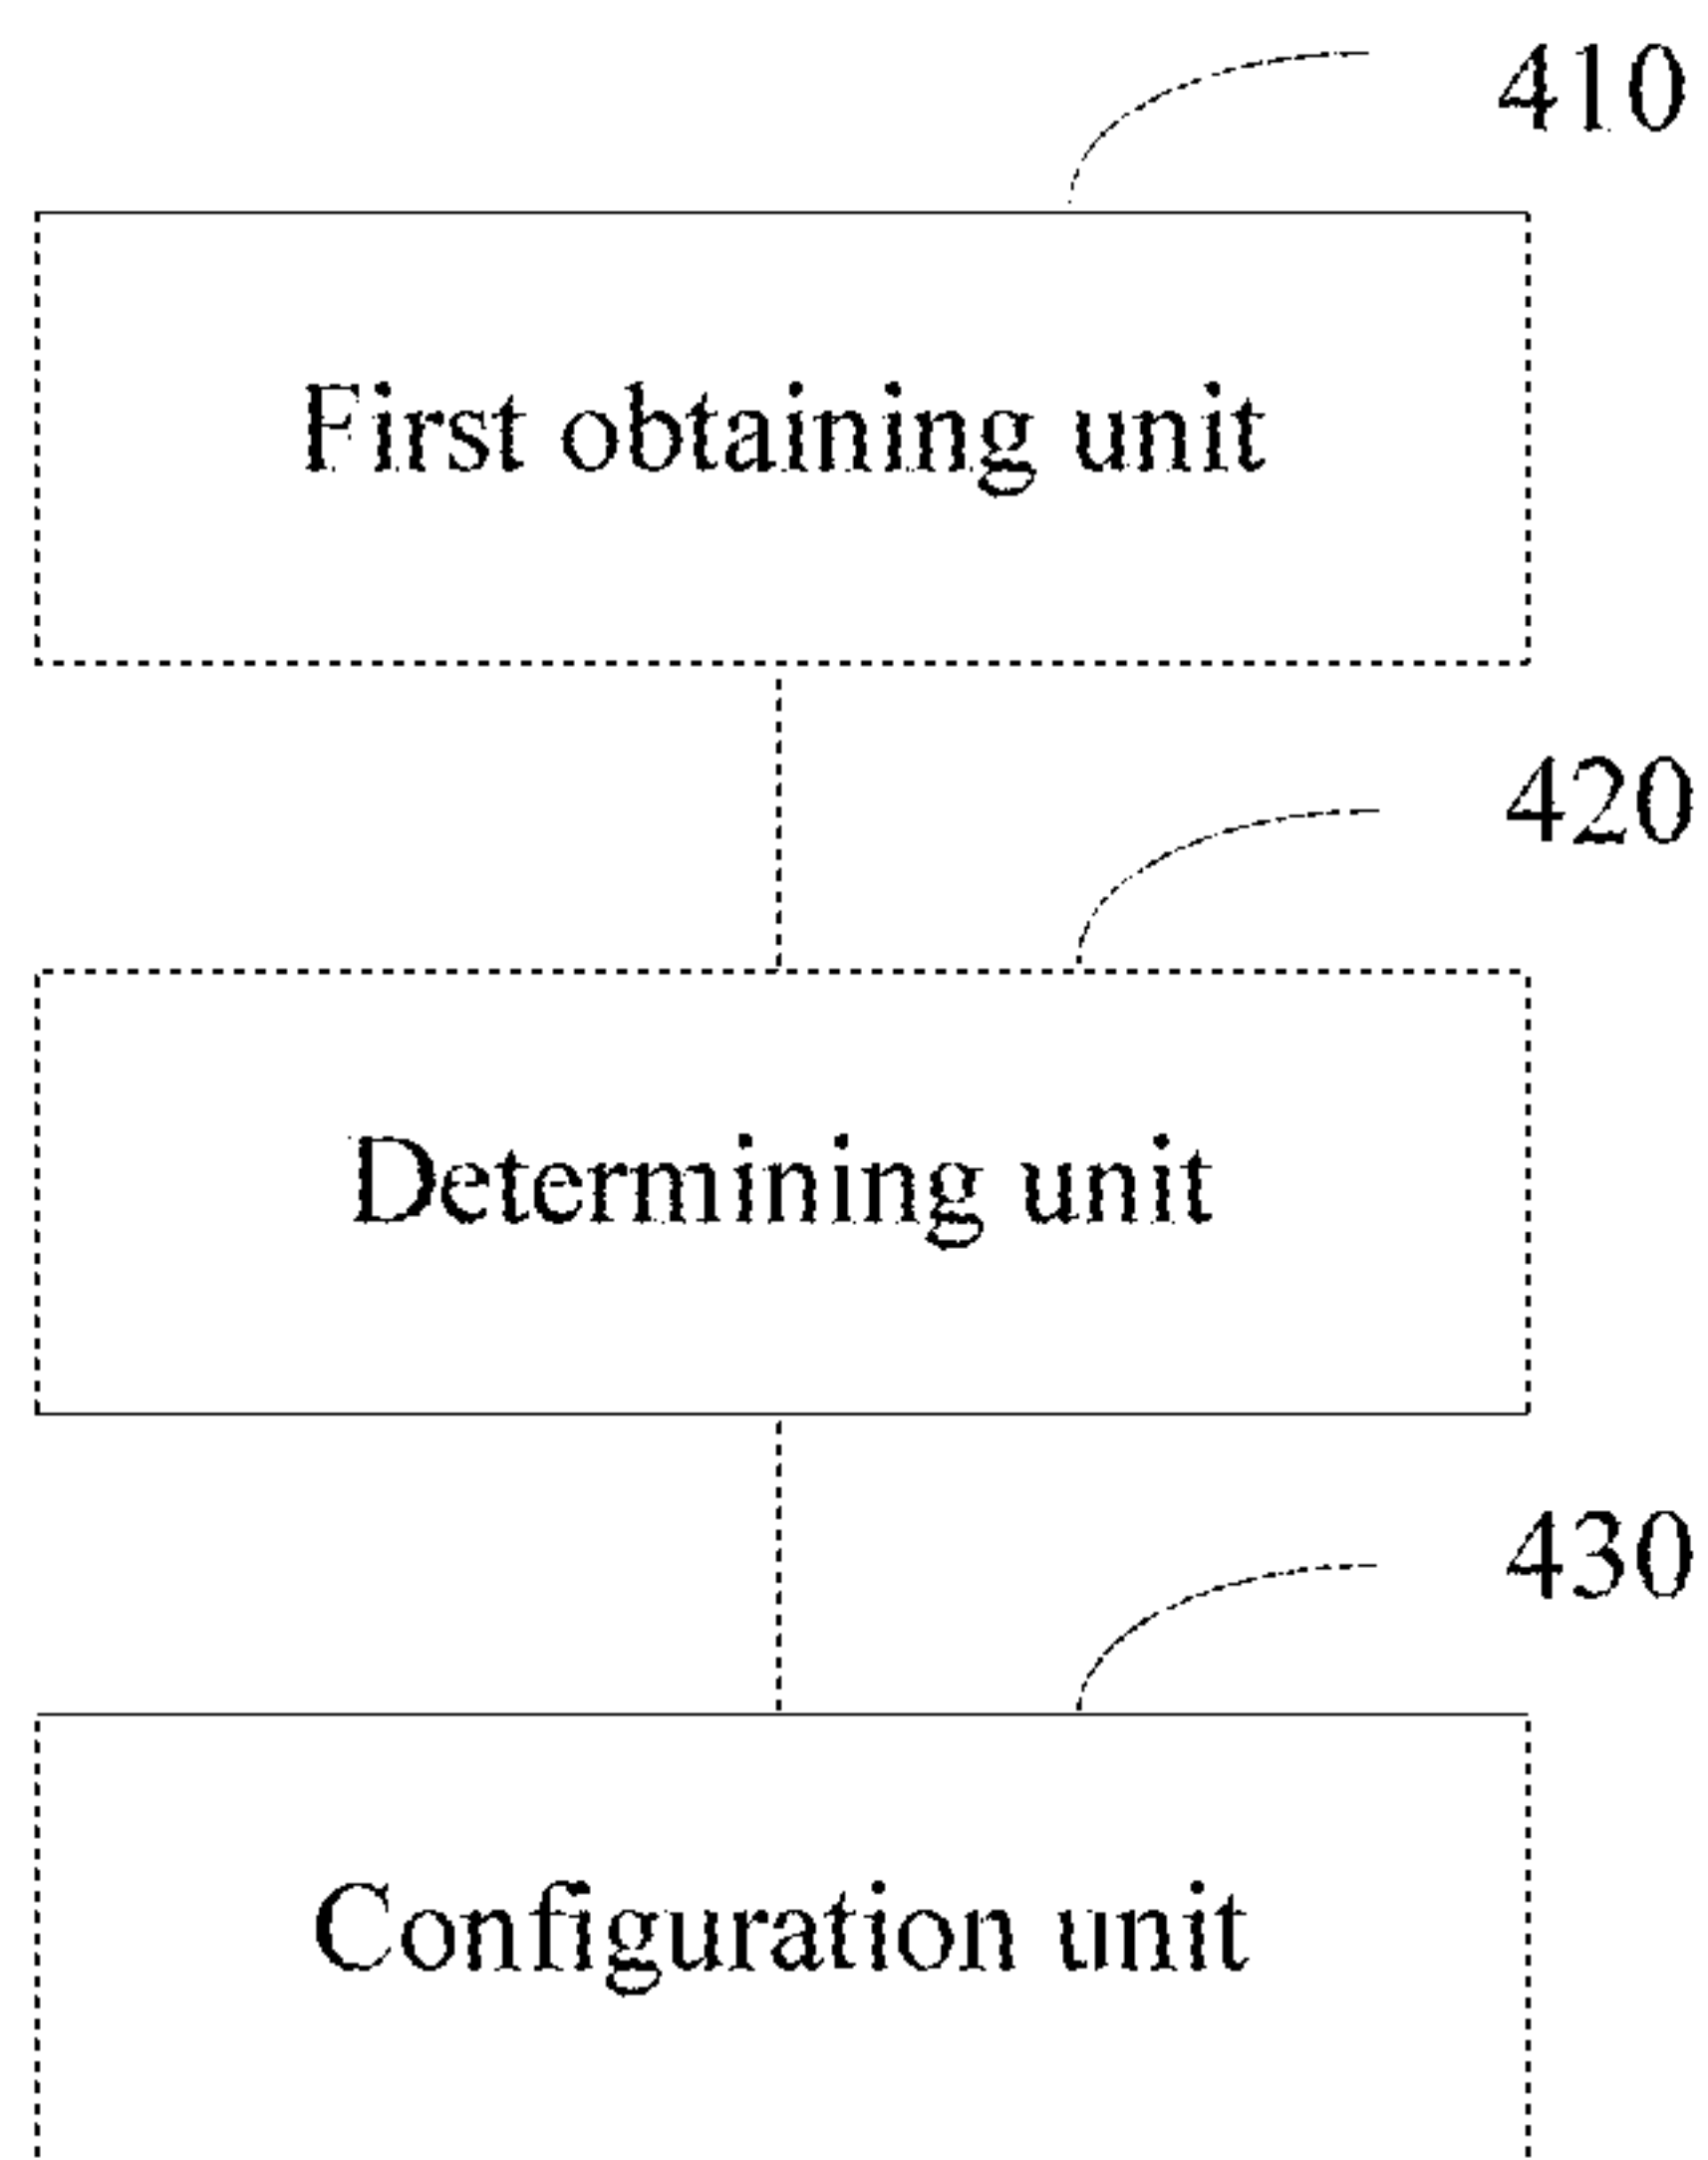 410
First obtaining unit
420
Determining unit
430
Configuration unit